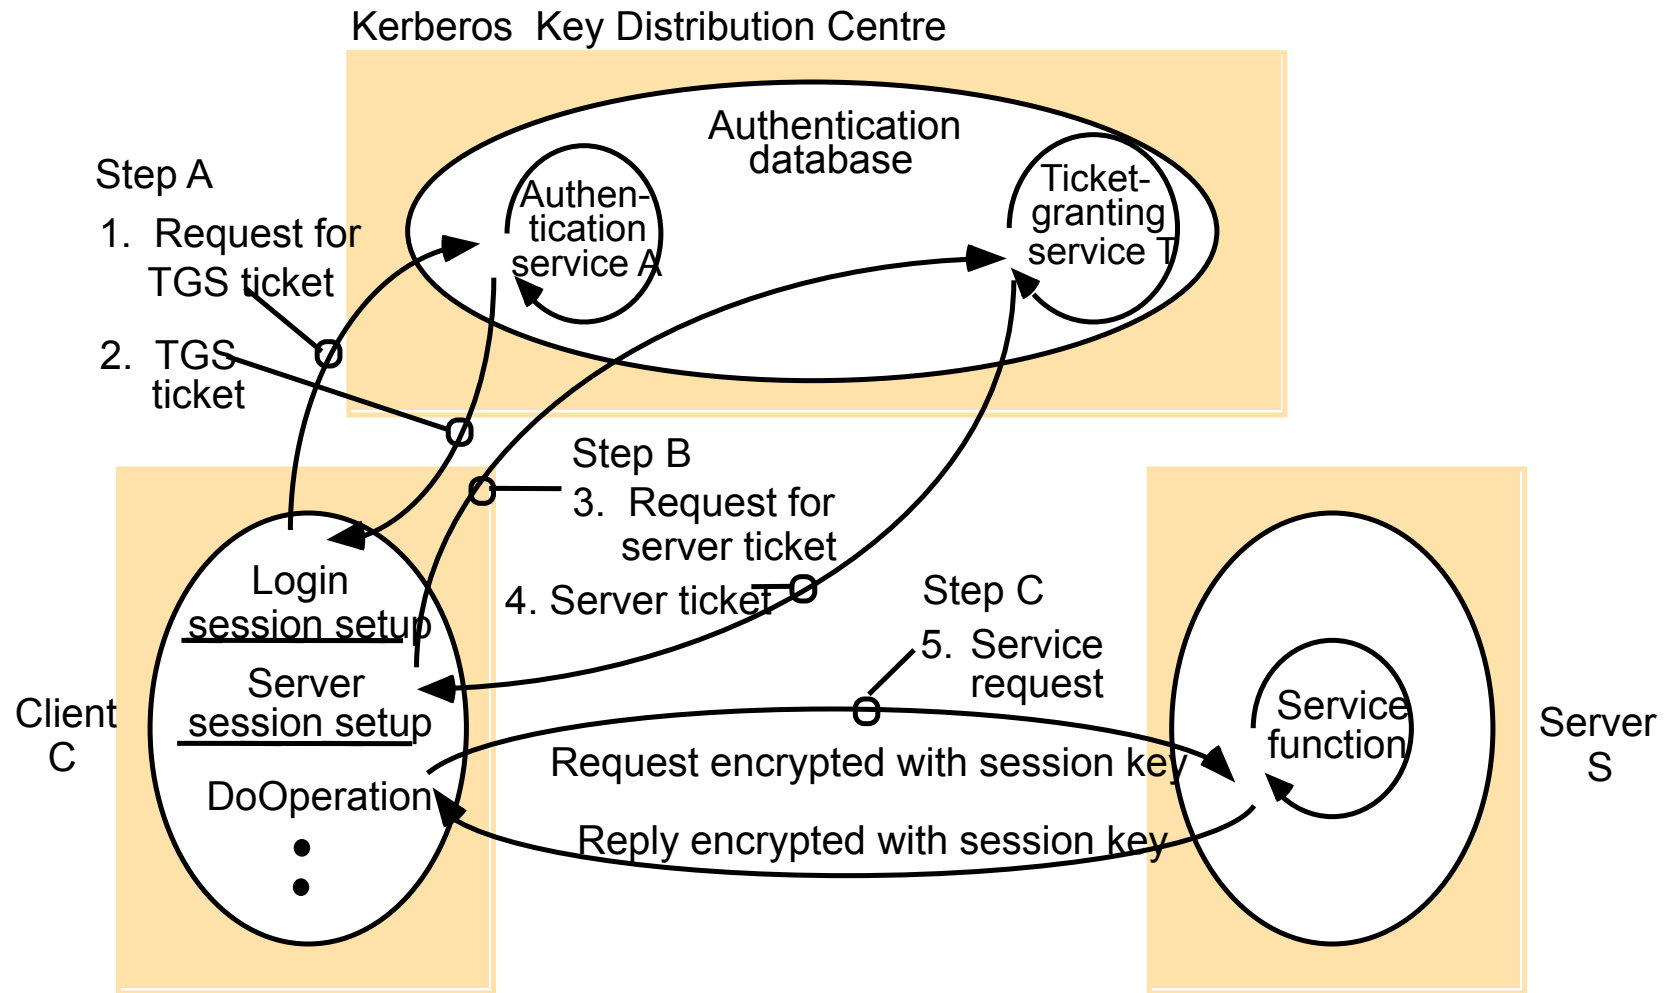 Kerberos Key Distribution Centre
Authentication
database
Step A
1. Request for
TGS ticket
2. TGS
ticket
Authen-
tication
service A
Ticket-
granting
service T
Step B
3. Request for
server ticket
4. Server ticket
Step C
5. Service
request
Client
C
Login
session setup
Server
session setup
DoOperation
Request encrypted with session key
Reply encrypted with session key
Service
function
Server
S